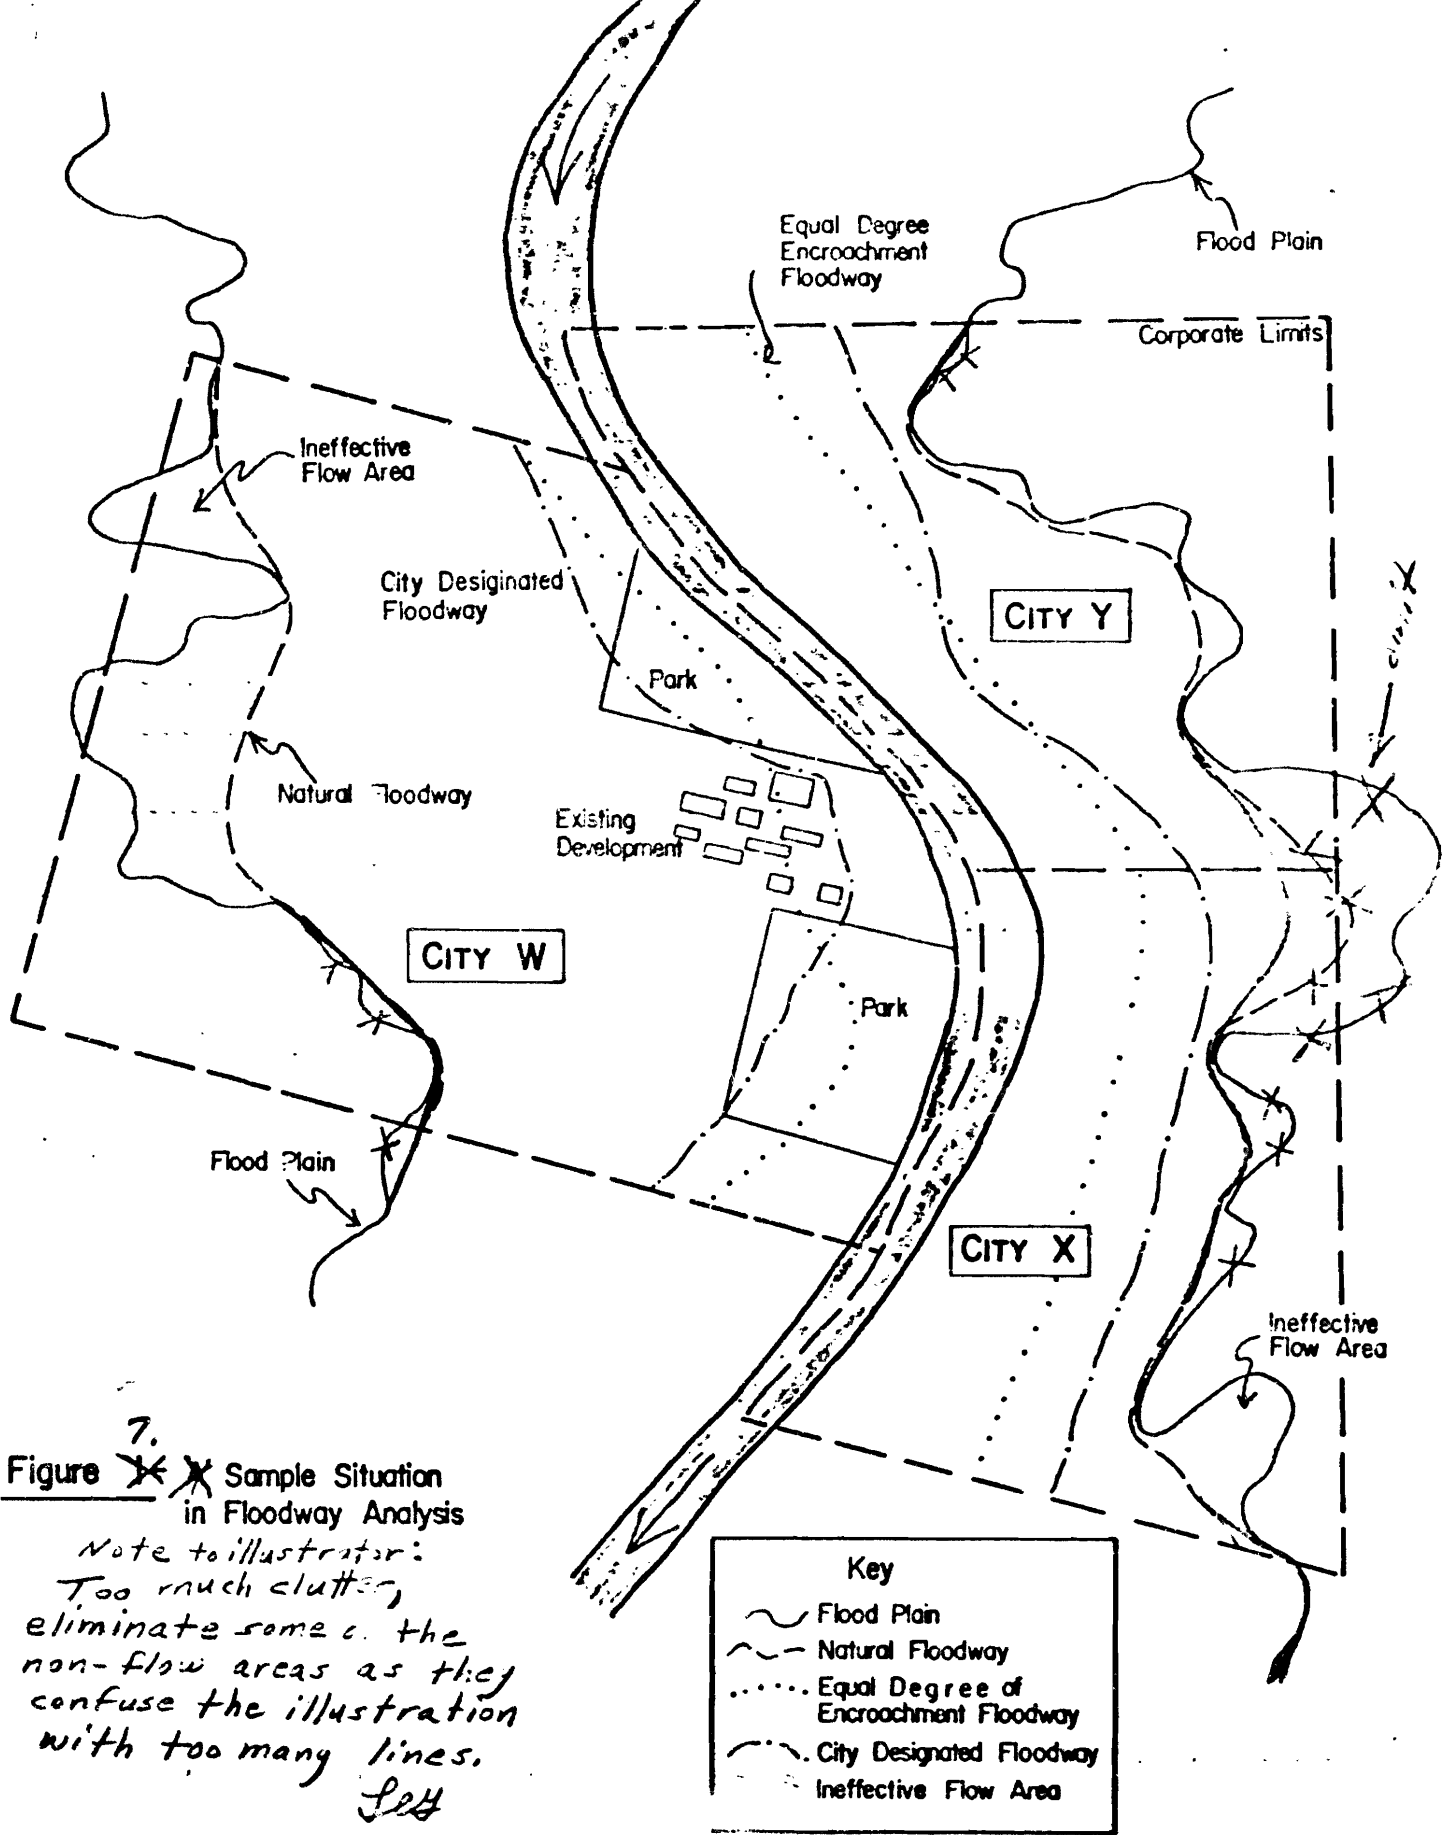 Equal Degree
Encroachment
Floodway
Flood Plain
Corporate Limits
Ineffective
Flow Area
City Desiginated
Floodway
CITY Y
Park
Natural Floodway
Existing
Development
CITY W
Park
Flood Plain
CITY X
Ineffective
Flow Area
7.
Figure Sample Situation
in Floodway Analysis
Note to illustrator:
Too much clutter,
eliminate some the
non-flow areas as they
confuse the illustration
with too many lines.
Key
Flood Plain
Natural Floodway
Equal Degree of
Encroachment Floodway
City Designated Floodway
Ineffective Flow Area